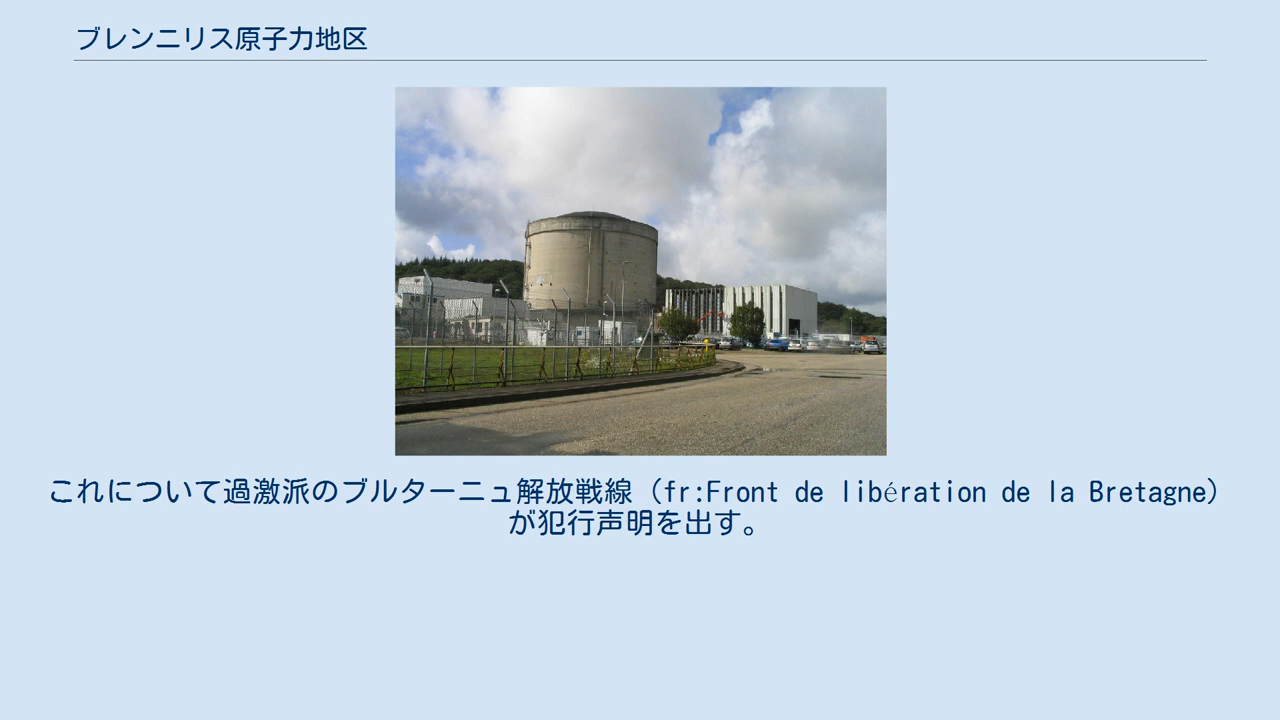 ブレンニリス原子力地区
これについて過激派のブルターニュ解放戦線（fr:Front de libération de la Bretagne）
が犯行声明を出す。